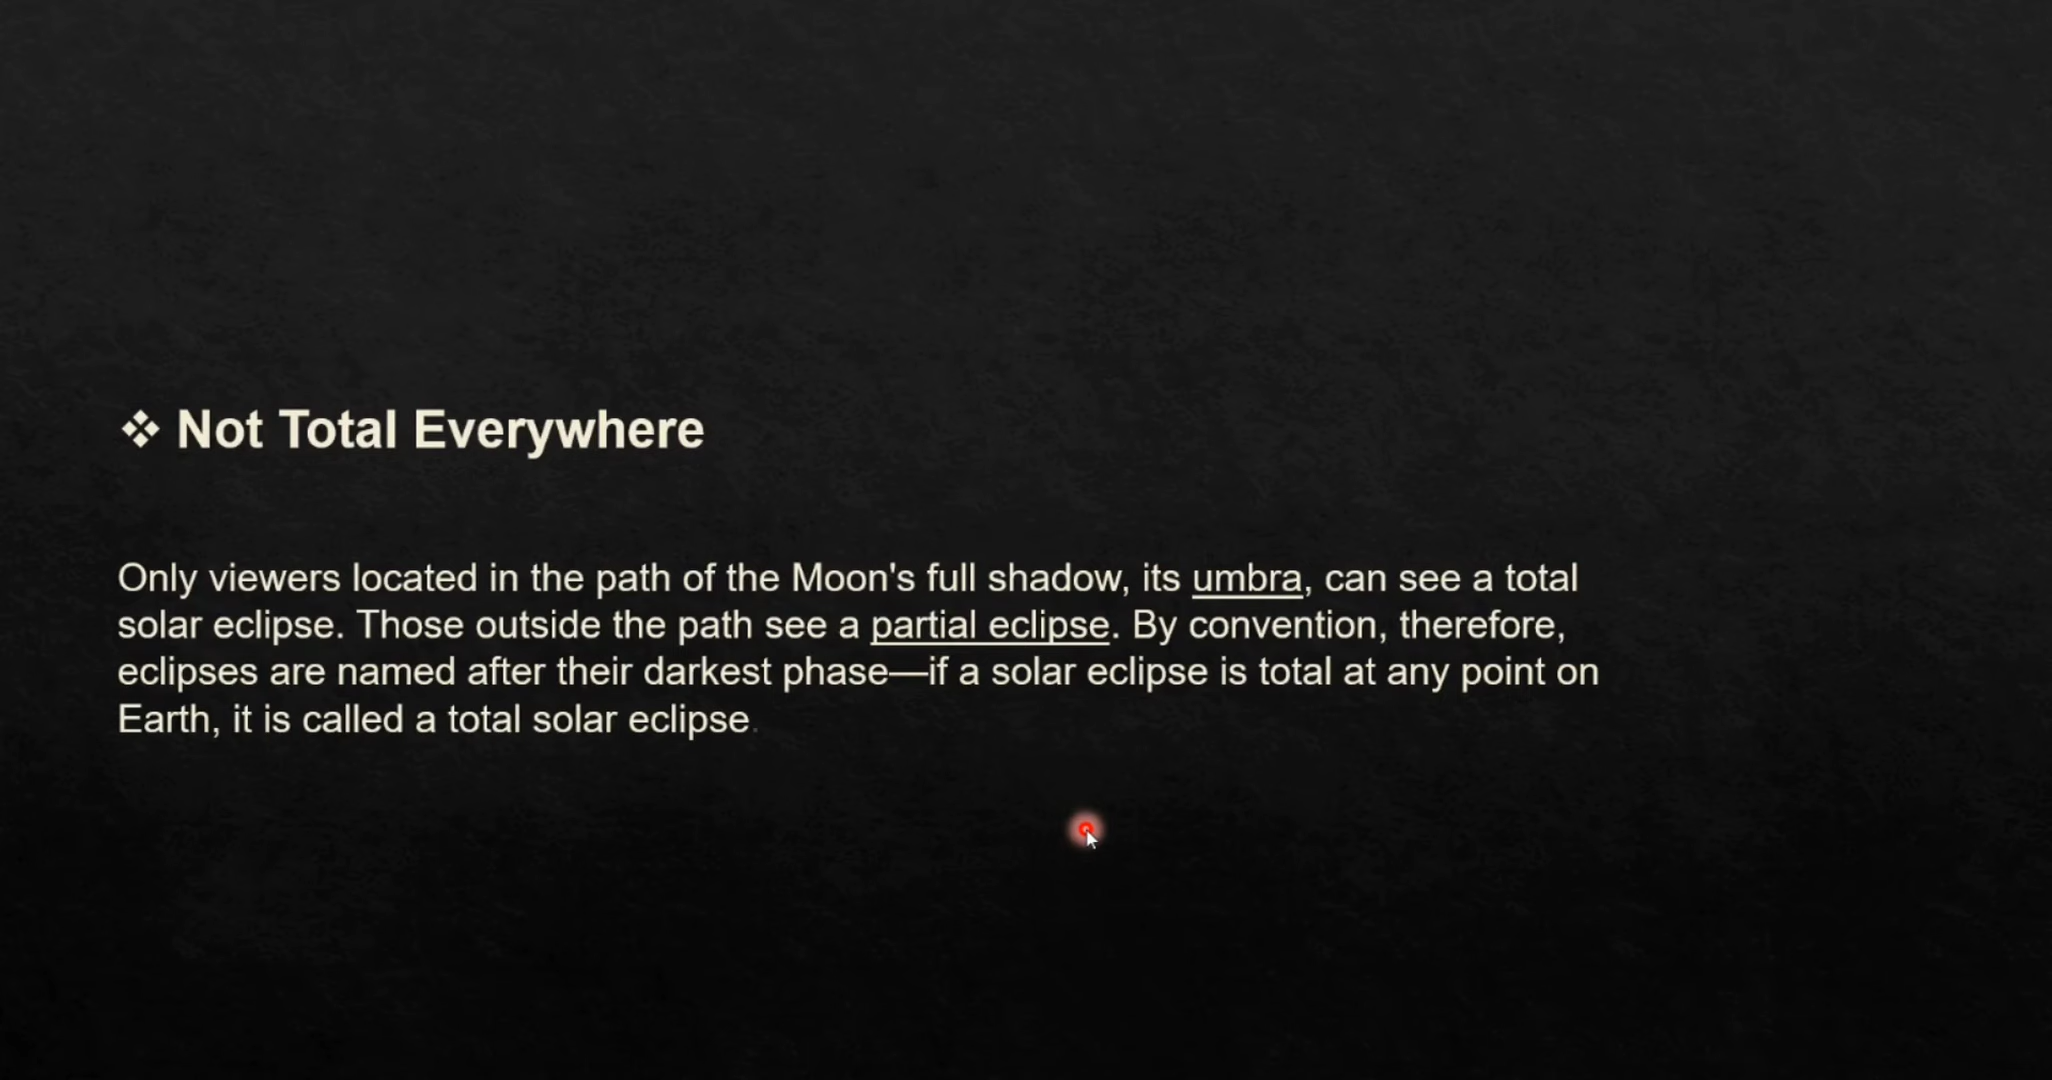 ❖ Not Total Everywhere
Only viewers located in the path of the Moon's full shadow, its umbra, can see a total
solar eclipse. Those outside the path see a partial eclipse. By convention, therefore,
eclipses are named after their darkest phase—if a solar eclipse is total at any point on
Earth, it is called a total solar eclipse.